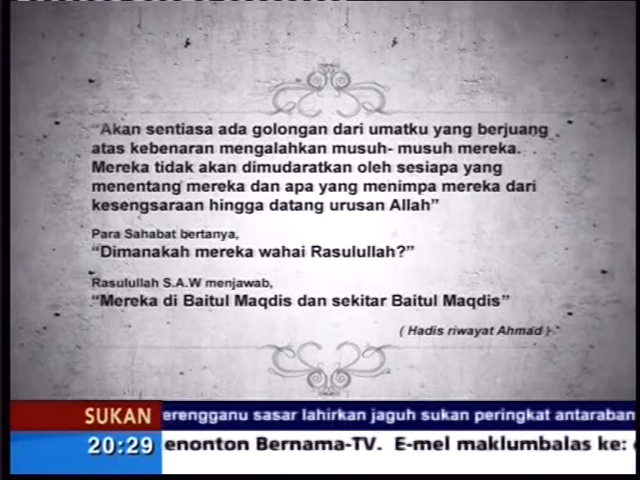 “Akan sentiasa ada golongan dari umatku yang berjuang
atas kebenaran mengalahkan musuh- musuh mereka.
Mereka tidak akan dimudaratkan oleh sesiapa yang
menentang mereka dan apa yang menimpa mereka dari
kesengsaraan hingga datang urusan Allah”
Para Sahabat bertanya,
“Dimanakah mereka wahai Rasulullah?”
Rasulullah S.A.W menjawab,
“Mereka di Baitul Maqdis dan sekitar Baitul Maqdis”
( Hadis riwayat Ahmad )
SUKAN erengganu sasar lahirkan jaguh sukan peringkat antaraban
20:29 enonton Bernama-TV. E-mel maklumbalas ke: